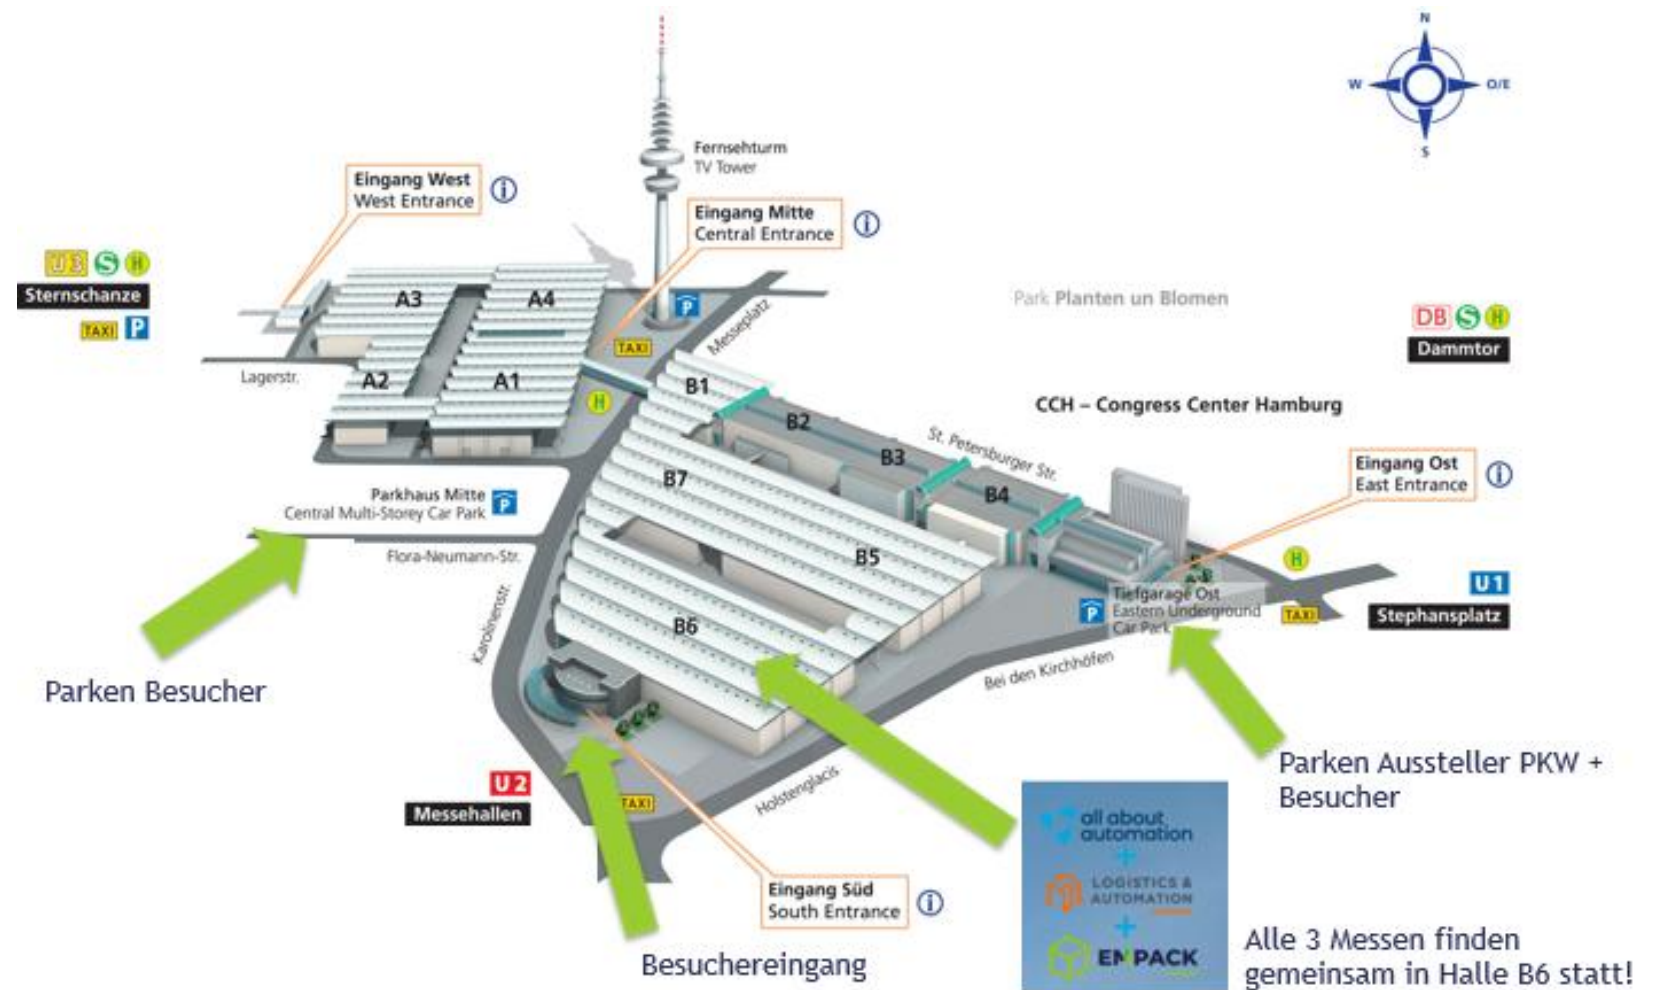 N
W
O/E
S
Fernsehturm
TV Tower
Eingang West
West Entrance
i
Eingang Mitte
Central Entrance
i
U3 S H
Sternschanze
TAXI P
A3
A4
P
Messeplatz
Park Planten un Blomen
DB S H
Dammtor
TAXI
Lagerstr.
A2
A1
H
B1
B2
CCH – Congress Center Hamburg
St. Petersburger Str.
B3
B4
B7
Eingang Ost
East Entrance
i
Parkhaus Mitte
Central Multi-Storey Car Park
P
Flora-Neumann-Str.
B5
H
U1
Stephansplatz
TAXI
P
Tiefgarage Ost
Eastern Underground
Car Park
Karolinenstr.
B6
Bei den Kirchhöfen
Parken Besucher
Parken Aussteller PKW +
Besucher
U2
Messehallen
TAXI
Holstenglacis
all about
automation
+
LOGISTICS &
AUTOMATION
+
EMPACK
Eingang Süd
South Entrance
i
Besuchereingang
Alle 3 Messen finden
gemeinsam in Halle B6 statt!